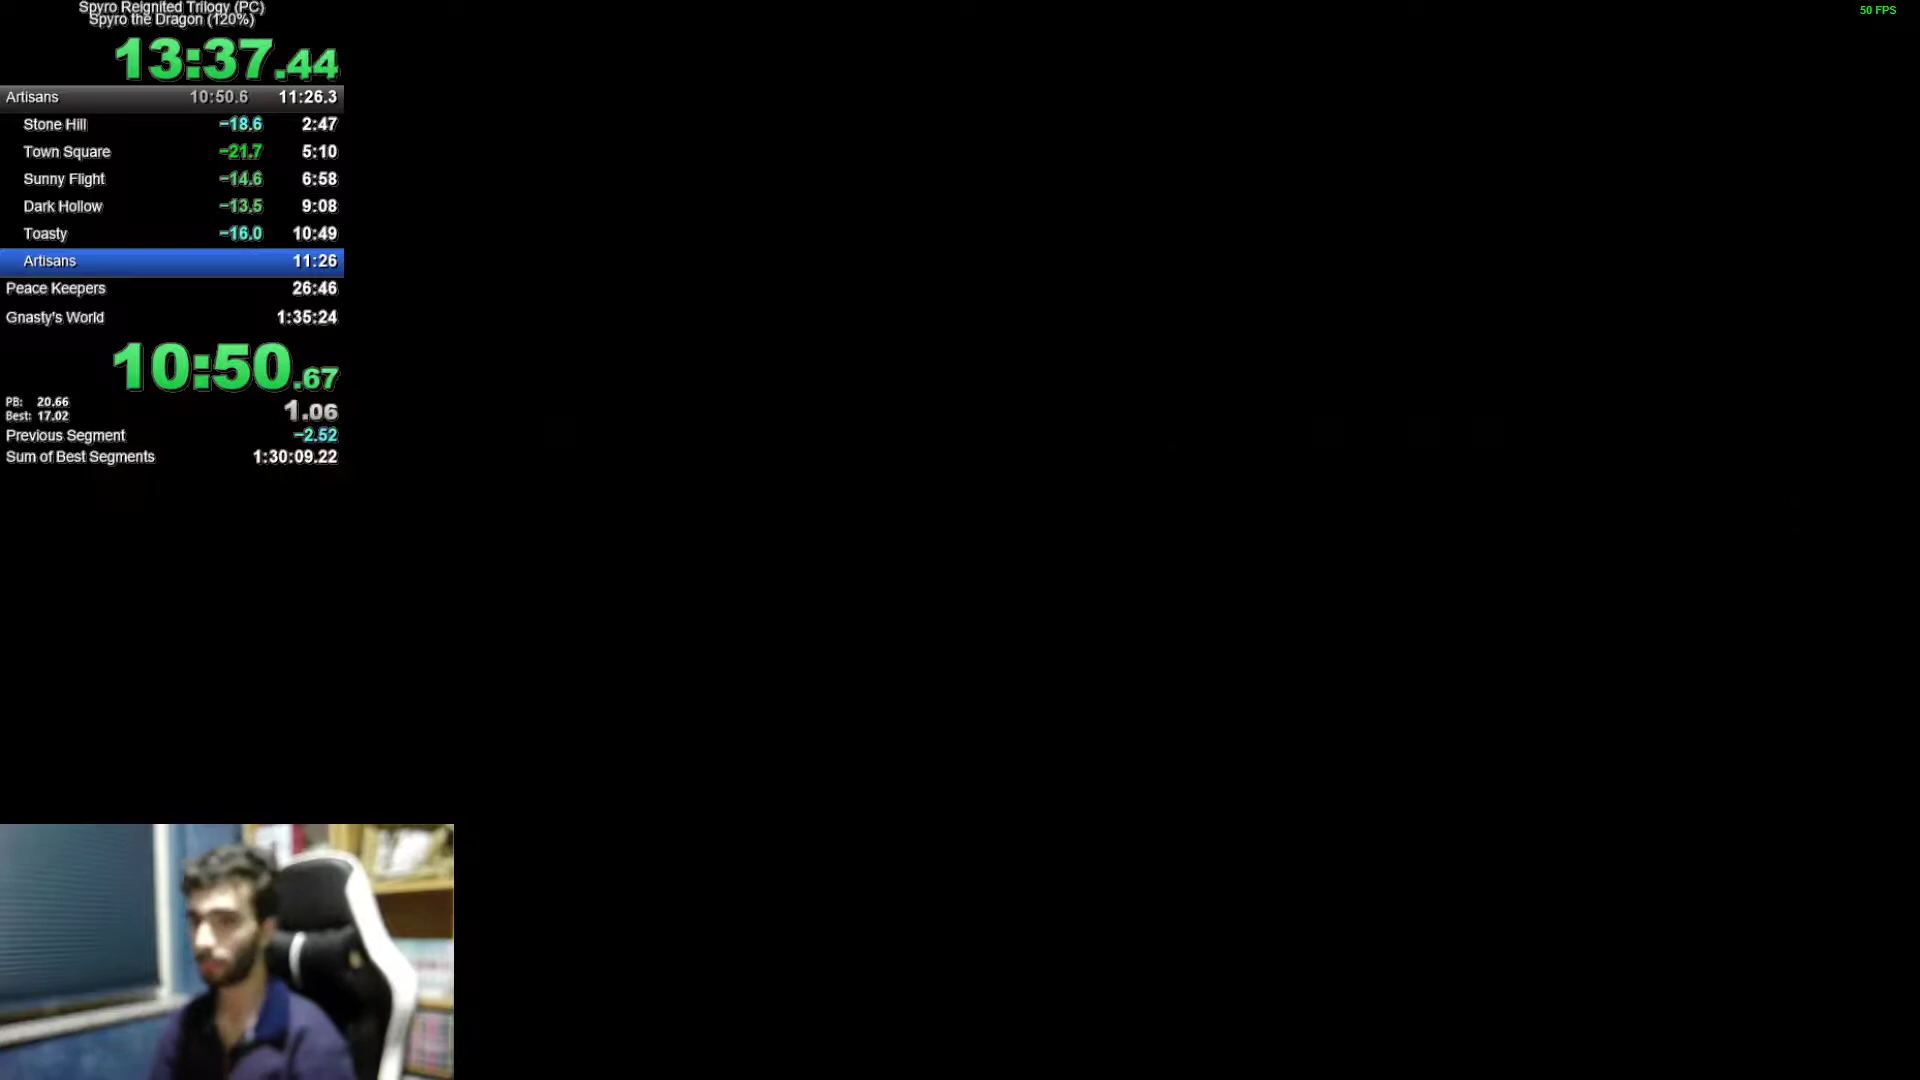 Spyro Reignited Trilogy (PC)
Spyro the Dragon (120%)
50 FPS
13:37.44
Artisans 10:50.6 11:26.3
Stone Hill −18.6 2:47
Town Square −21.7 5:10
Sunny Flight −14.6 6:58
Dark Hollow −13.5 9:08
Toasty −16.0 10:49
Artisans 11:26
Peace Keepers 26:46
Gnasty's World 1:35:24
10:50.67
PB: 20.66
Best: 17.02
1.06
Previous Segment −2.52
Sum of Best Segments 1:30:09.22